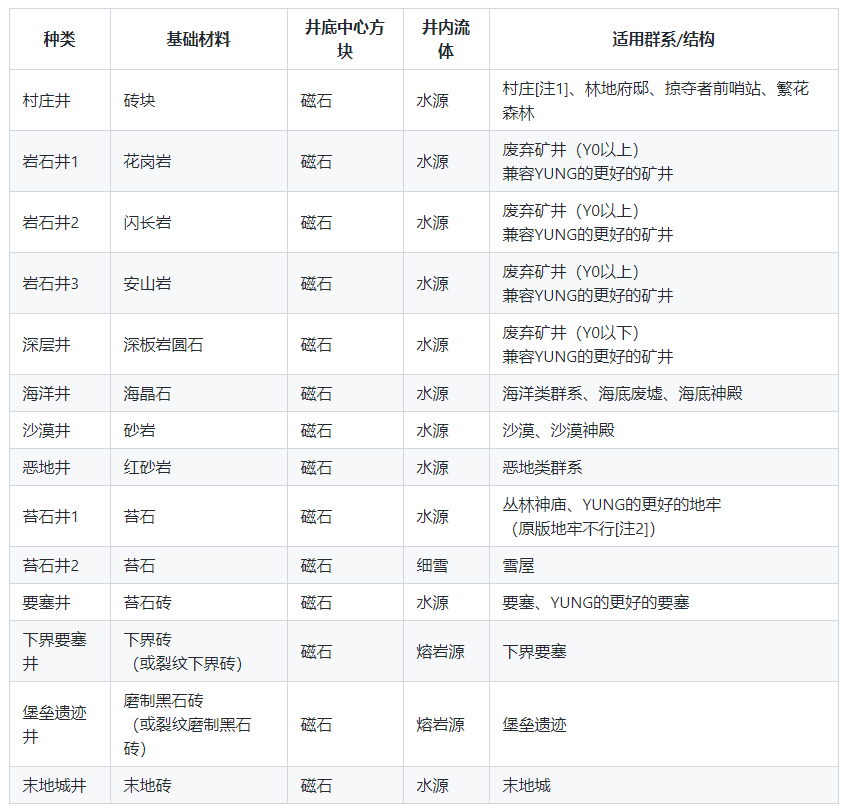 种类 基础材料 井底中心方块 井内流体 适用群系/结构
村庄井 砖块 磁石 水源 村庄[注1]、林地府邸、掠夺者前哨站、繁花森林
岩石井1 花岗岩 磁石 水源 废弃矿井（Y0以上）
兼容YUNG的更好的矿井
岩石井2 闪长岩 磁石 水源 废弃矿井（Y0以上）
兼容YUNG的更好的矿井
岩石井3 安山岩 磁石 水源 废弃矿井（Y0以上）
兼容YUNG的更好的矿井
深层井 深板岩圆石 磁石 水源 废弃矿井（Y0以下）
兼容YUNG的更好的矿井
海洋井 海晶石 磁石 水源 海洋类群系、海底废墟、海底神殿
沙漠井 砂岩 磁石 水源 沙漠、沙漠神殿
恶地井 红砂岩 磁石 水源 恶地类群系
苔石井1 苔石 磁石 水源 丛林神庙、YUNG的更好的地牢
（原版地牢不行[注2]）
苔石井2 苔石 磁石 细雪 雪屋
要塞井 苔石砖 磁石 水源 要塞、YUNG的更好的要塞
下界要塞井 下界砖
（或裂纹下界砖） 磁石 熔岩源 下界要塞
堡垒遗迹井 磨制黑石砖
（或裂纹磨制黑石砖） 磁石 熔岩源 堡垒遗迹
末地城井 末地砖 磁石 水源 末地城